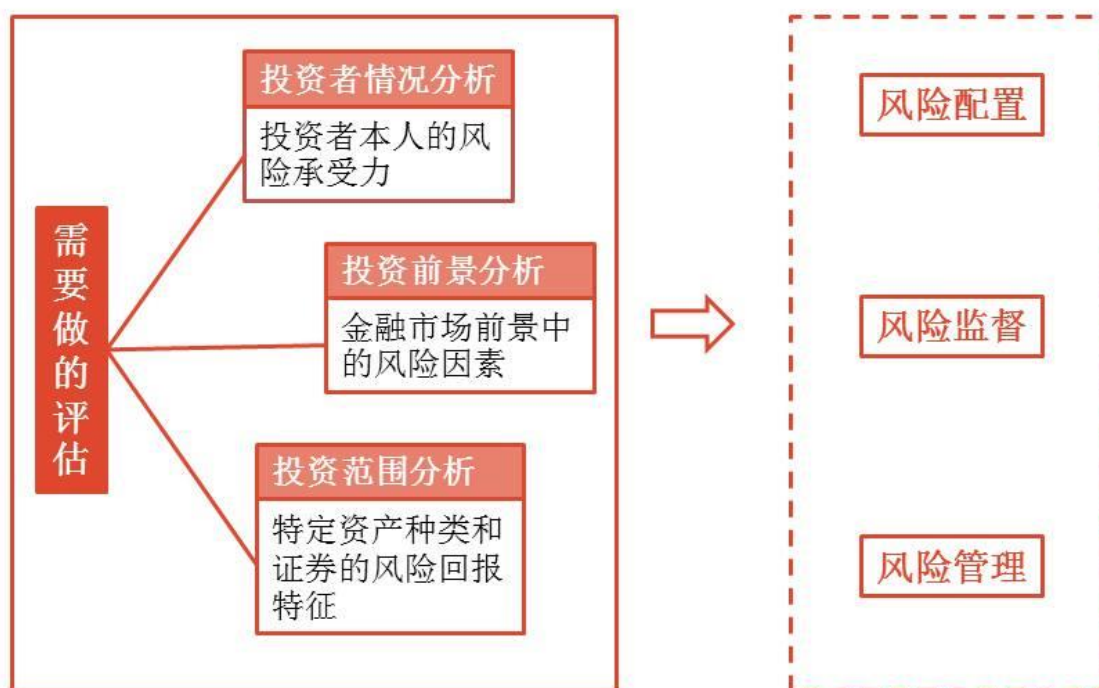 需要做的评估
投资者情况分析
投资者本人的风
险承受力
投资前景分析
金融市场前景中
的风险因素
投资范围分析
特定资产种类和
证券的风险回报
特征
风险配置
风险监督
风险管理